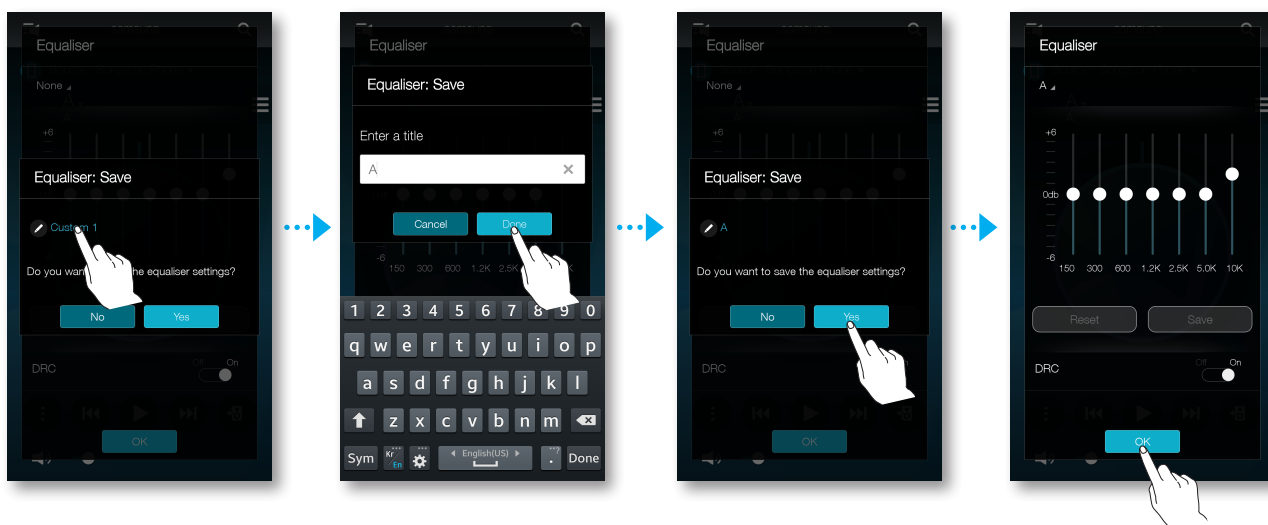 Equaliser
None
+6
Equaliser: Save
Custom 1
Do you want the equaliser settings?
No Yes
DRC
Off On
OK
Equaliser
Equaliser: Save
Enter a title
A
Cancel Done
-6
150 300 600 1.2K 2.5K K
1 2 3 4 5 6 7 8 9 0
q w e r t y u i o p
a s d f g h j k l
z x c v b n m
Sym Kr/En English(US) . Done
Equaliser
None
+6
Equaliser: Save
A
Do you want to save the equaliser settings?
No Yes
DRC
Off On
OK
Equaliser
A
+6
0db
-6
150 300 600 1.2K 2.5K 5.0K 10K
Reset Save
DRC
Off On
OK